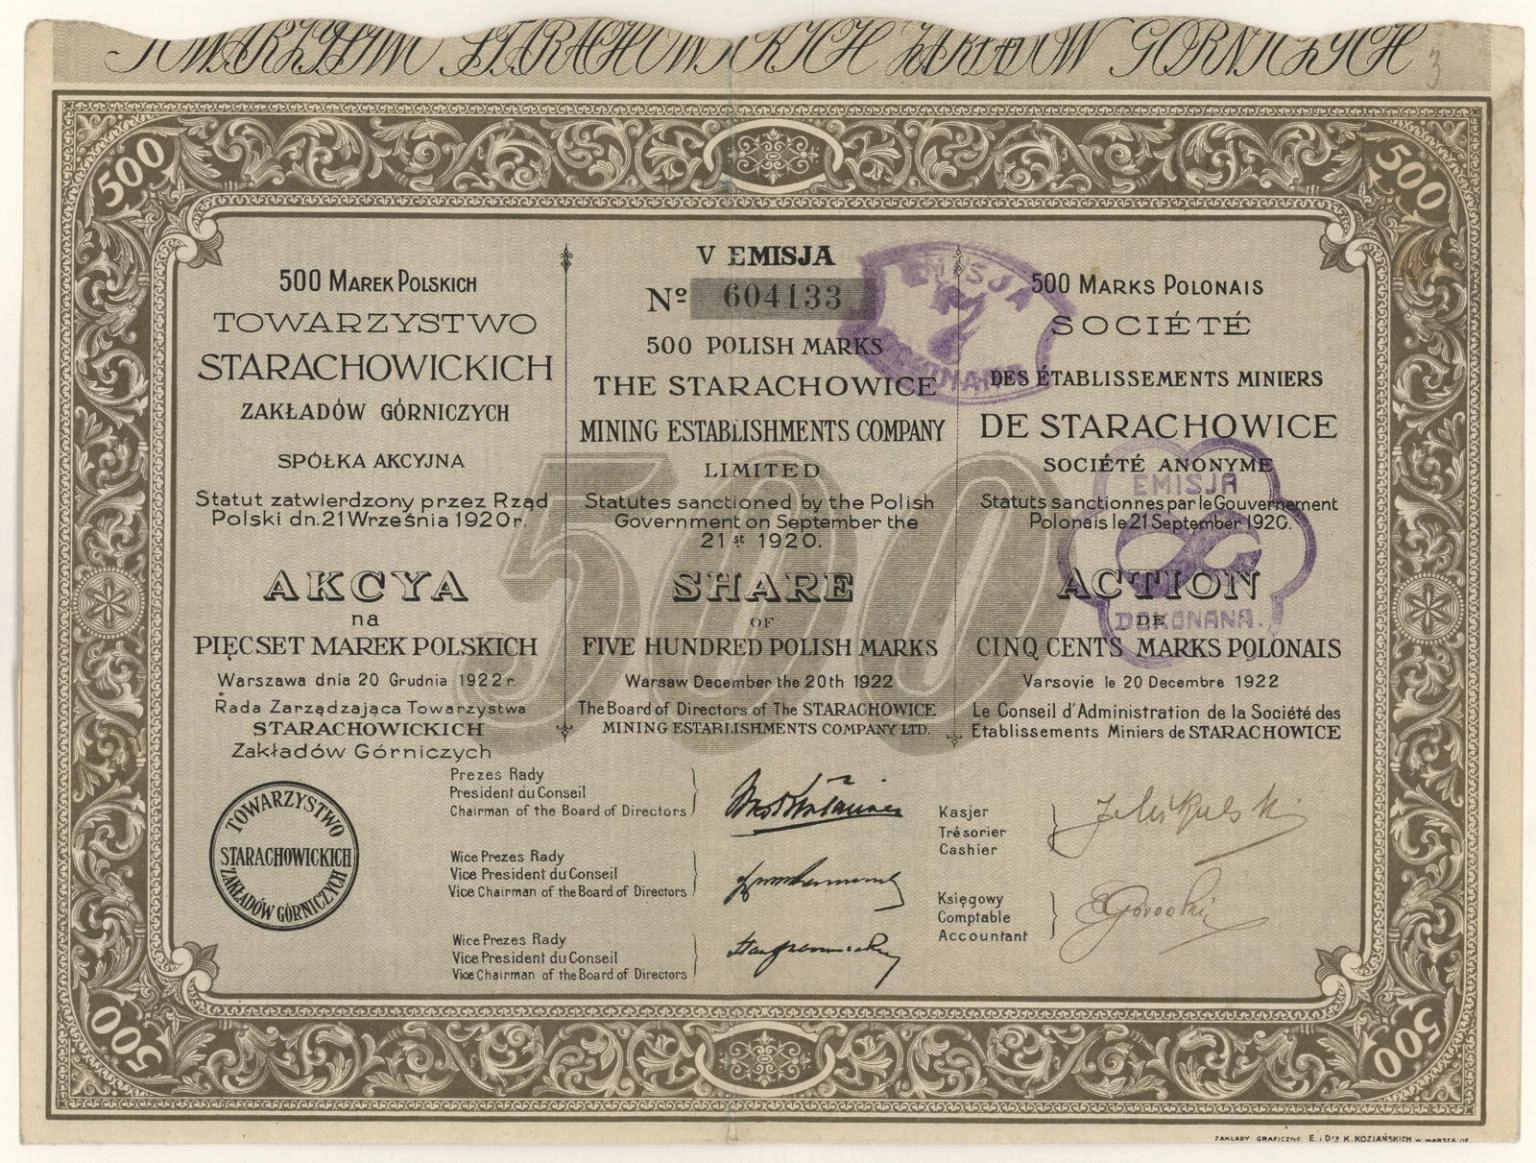 TOWARZYSTWO STARACHOWICKICH ZAKŁADÓW GÓRNICZYCH
3
500
500
500 MAREK POLSKICH
TOWARZYSTWO
STARACHOWICKICH
ZAKŁADÓW GÓRNICZYCH
SPÓŁKA AKCYJNA
Statut zatwierdzony przez Rząd
Polski dn. 21 Września 1920 r.
AKCYA
na
PIĘCSET MAREK POLSKICH
Warszawa dnia 20 Grudnia 1922 r.
Rada Zarządzająca Towarzystwa
STARACHOWICKICH
Zakładów Górniczych
V EMISJA
Nº 604133
500 POLISH MARKS
THE STARACHOWICE
MINING ESTABLISHMENTS COMPANY
LIMITED
Statutes sanctioned by the Polish
Government on September the
21st 1920.
SHARE
OF
FIVE HUNDRED POLISH MARKS
Warsaw December the 20th 1922
The Board of Directors of The STARACHOWICE
MINING ESTABLISHMENTS COMPANY LTD.
500 MARKS POLONAIS
SOCIÉTÉ
DES ÉTABLISSEMENTS MINIERS
DE STARACHOWICE
SOCIÉTÉ ANONYME
Statuts sanctionnes par le Gouvernement
Polonais le 21 September 1920.
ACTION
DE
CINQ CENTS MARKS POLONAIS
Varsovie le 20 Decembre 1922
Le Conseil d'Administration de la Société des
Etablissements Miniers de STARACHOWICE
500
EMISJA
EMISJA
DOKONANA.
TOWARZYSTWO
STARACHOWICKICH
ZAKŁADÓW GÓRNICZYCH
Prezes Rady
President du Conseil
Chairman of the Board of Directors
Wice Prezes Rady
Vice President du Conseil
Vice Chairman of the Board of Directors
Wice Prezes Rady
Vice President du Conseil
Vice Chairman of the Board of Directors
Kasjer
Trésorier
Cashier
Księgowy
Comptable
Accountant
500
500
ZAKŁADY GRAFICZNE E. i Dra K. KOZIAŃSKICH w WARSZAWIE